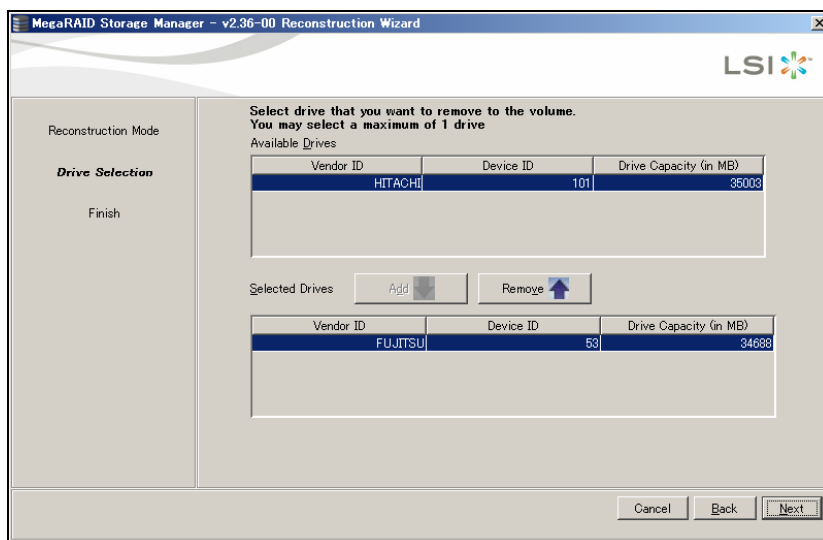 MegaRAID Storage Manager - v2.36-00 Reconstruction Wizard
LSI
Reconstruction Mode
Drive Selection
Finish
Select drive that you want to remove to the volume.
You may select a maximum of 1 drive
Available Drives
Vendor ID Device ID Drive Capacity (in MB)
HITACHI 101 35003
Selected Drives Add Remove
Vendor ID Device ID Drive Capacity (in MB)
FUJITSU 53 34688
Cancel Back Next